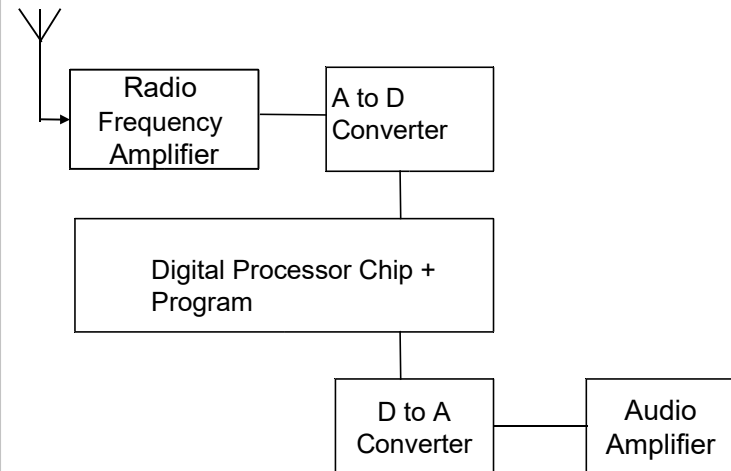 Radio
Frequency
Amplifier
A to D
Converter
Digital Processor Chip +
Program
D to A
Converter
Audio
Amplifier